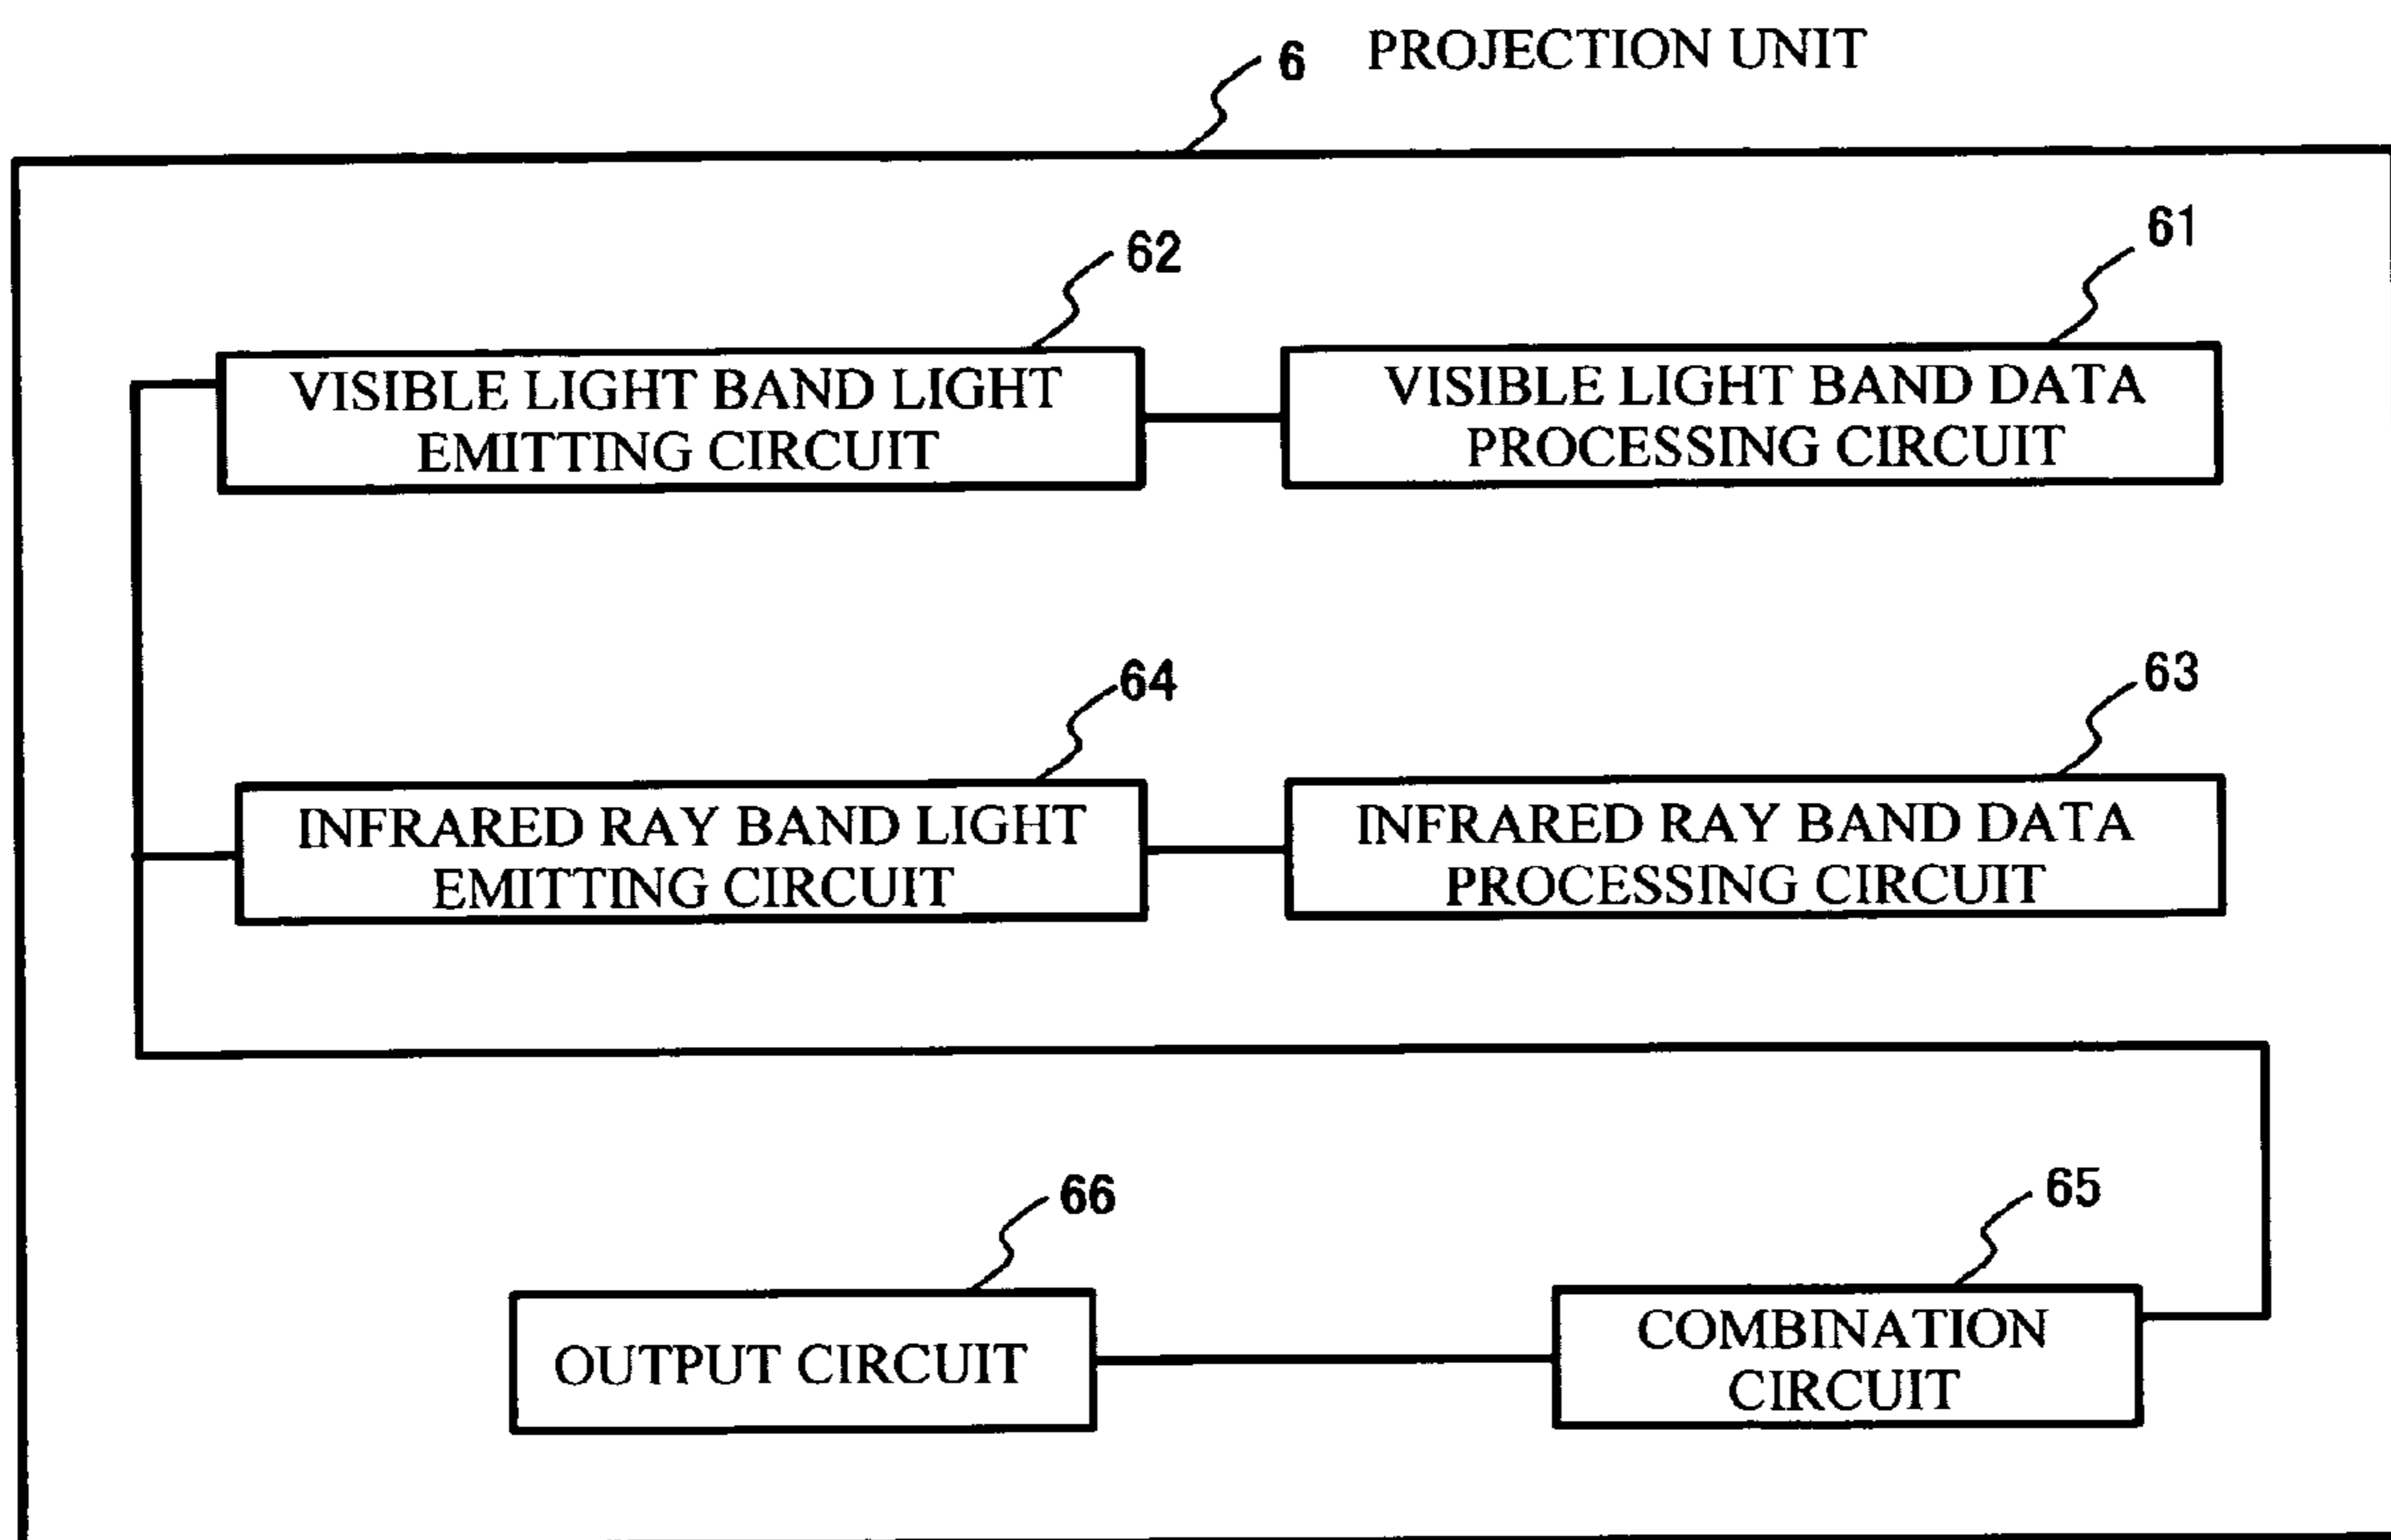 6 PROJECTION UNIT
62
61
VISIBLE LIGHT BAND LIGHT
EMITTING CIRCUIT
VISIBLE LIGHT BAND DATA
PROCESSING CIRCUIT
64
63
INFRARED RAY BAND LIGHT
EMITTING CIRCUIT
INFRARED RAY BAND DATA
PROCESSING CIRCUIT
66
65
OUTPUT CIRCUIT
COMBINATION
CIRCUIT